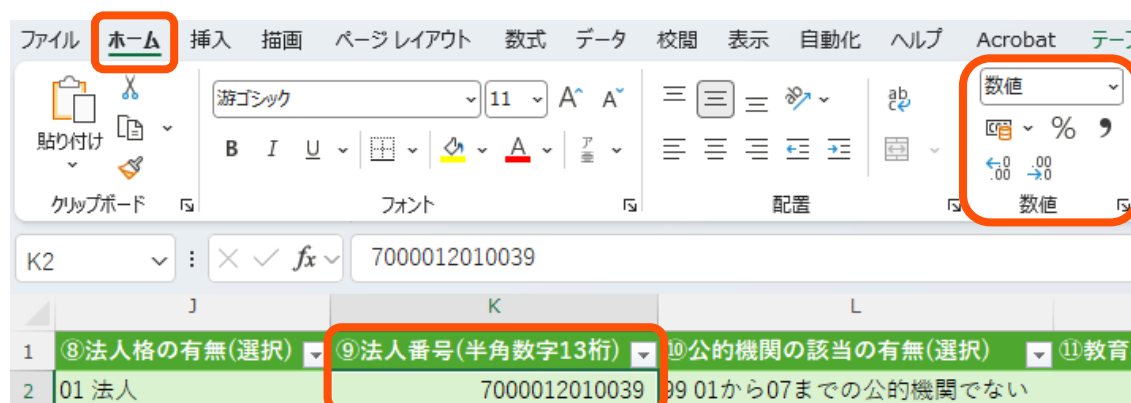 ファイル ホーム 挿入 描画 ページ レイアウト 数式 データ 校閲 表示 自動化 ヘルプ Acrobat
游ゴシック 11 A^ Aˇ ab 数値
貼り付け B I U A ア亜 %
クリップボード フォント 配置 数値
K2 fx 7000012010039
J K L
1 ⑧法人格の有無(選択) ⑨法人番号(半角数字13桁) ⑩公的機関の該当の有無(選択) ⑪教育
2 01 法人 7000012010039 99 01から07までの公的機関でない